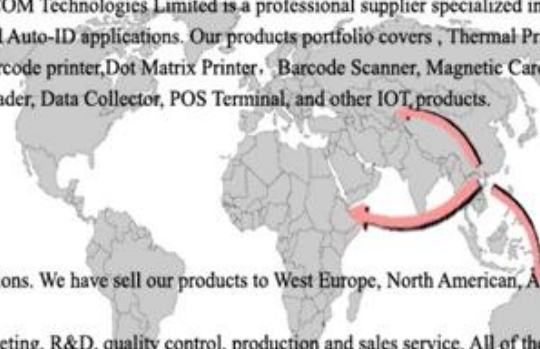 COM Technologies Limited is a professional supplier specialized in
Auto-ID applications. Our products portfolio covers , Thermal Pr
rcode printer,Dot Matrix Printer, Barcode Scanner, Magnetic Car
ader, Data Collector, POS Terminal, and other IOT products.
ons. We have sell our products to West Europe, North American, A
eting, R&D, quality control, production and sales service. All of the